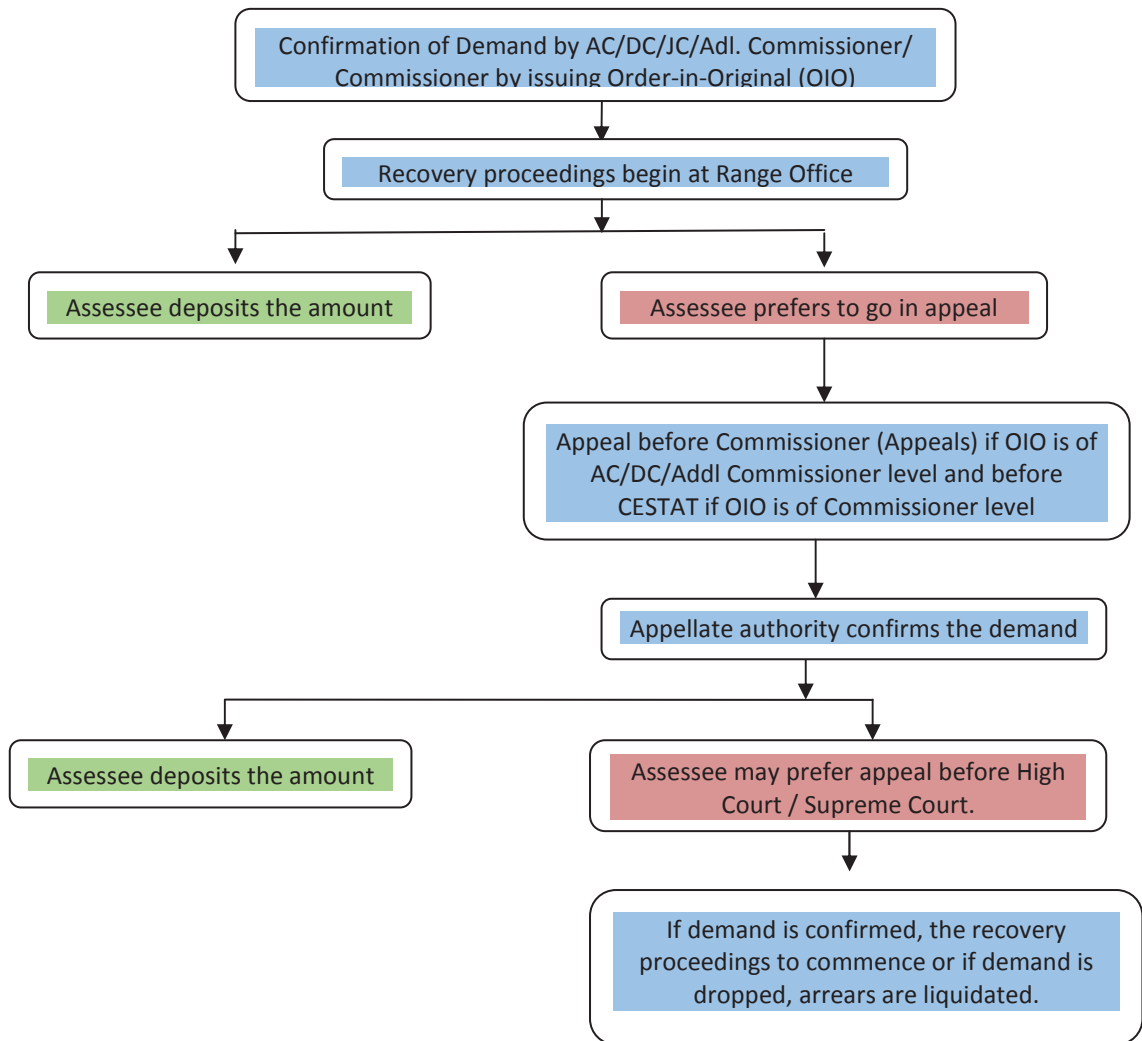 Confirmation of Demand by AC/DC/JC/Adl. Commissioner/
Commissioner by issuing Order-in-Original (OIO)
Recovery proceedings begin at Range Office
Assessee deposits the amount
Assessee prefers to go in appeal
Appeal before Commissioner (Appeals) if OIO is of
AC/DC/Addl Commissioner level and before
CESTAT if OIO is of Commissioner level
Appellate authority confirms the demand
Assessee deposits the amount
Assessee may prefer appeal before High
Court / Supreme Court.
If demand is confirmed, the recovery
proceedings to commence or if demand is
dropped, arrears are liquidated.